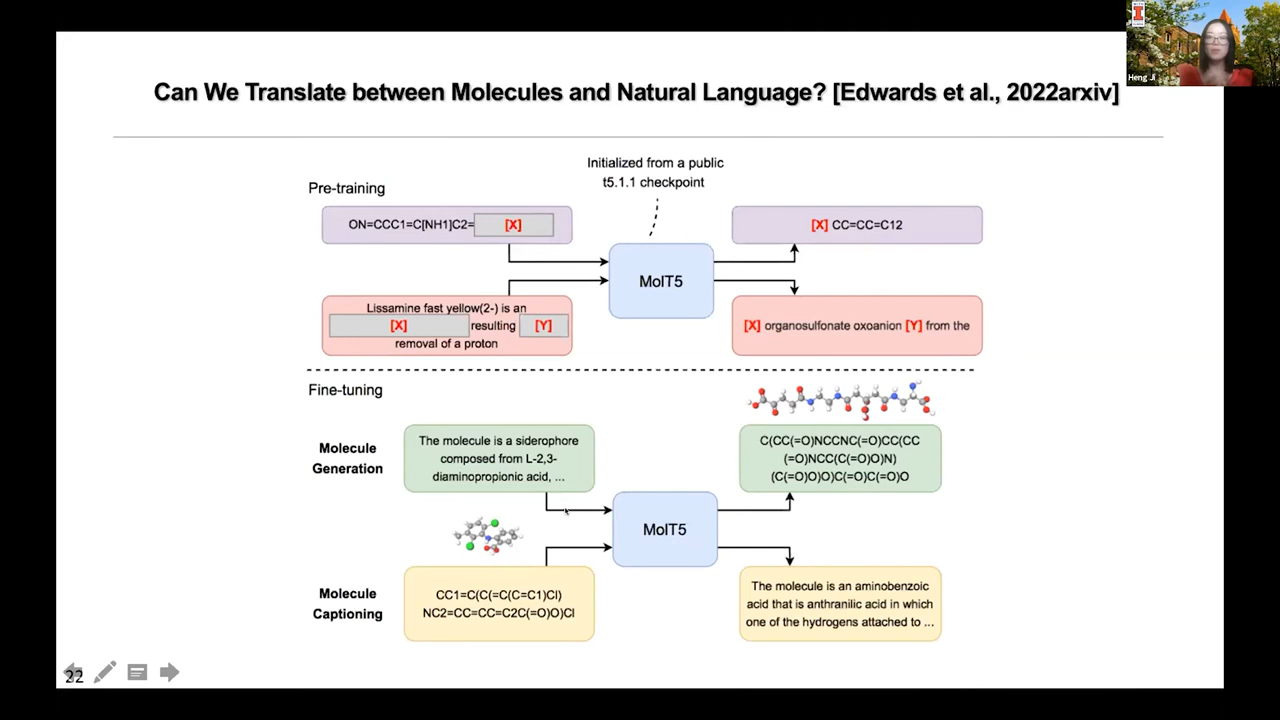 Heng Ji
Can We Translate between Molecules and Natural Language? [Edwards et al., 2022arxiv]
Initialized from a public
t5.1.1 checkpoint
Pre-training
ON=CCC1=C[NH1]C2= [X]
[X] CC=CC=C12
MolT5
Lissamine fast yellow(2-) is an
[X] resulting [Y]
removal of a proton
[X] organosulfonate oxoanion [Y] from the
Fine-tuning
Molecule
Generation
The molecule is a siderophore
composed from L-2,3-
diaminopropionic acid, ...
C(CC(=O)NCCNC(=O)CC(CC
(=O)NCC(C(=O)O)N)
(C(=O)O)O)C(=O)C(=O)O
MolT5
Molecule
Captioning
CC1=C(C(=C(C=C1)Cl)
NC2=CC=CC=C2C(=O)O)Cl
The molecule is an aminobenzoic
acid that is anthranilic acid in which
one of the hydrogens attached to ...
22